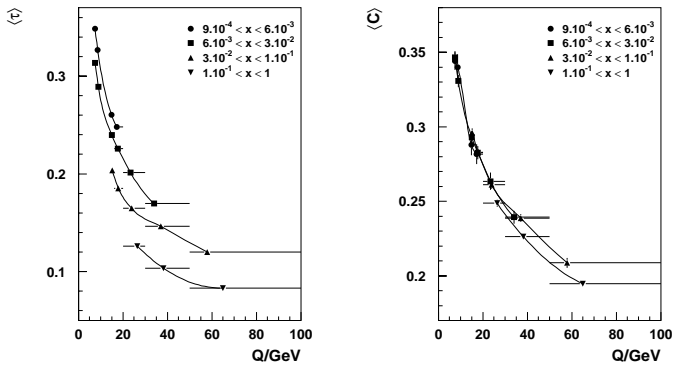 ⟨τ⟩
9.10⁻⁴ < x < 6.10⁻³
6.10⁻³ < x < 3.10⁻²
3.10⁻² < x < 1.10⁻¹
1.10⁻¹ < x < 1
0.3
0.2
0.1
0 20 40 60 80 100
Q/GeV
⟨C⟩
9.10⁻⁴ < x < 6.10⁻³
6.10⁻³ < x < 3.10⁻²
3.10⁻² < x < 1.10⁻¹
1.10⁻¹ < x < 1
0.35
0.3
0.25
0.2
0 20 40 60 80 100
Q/GeV